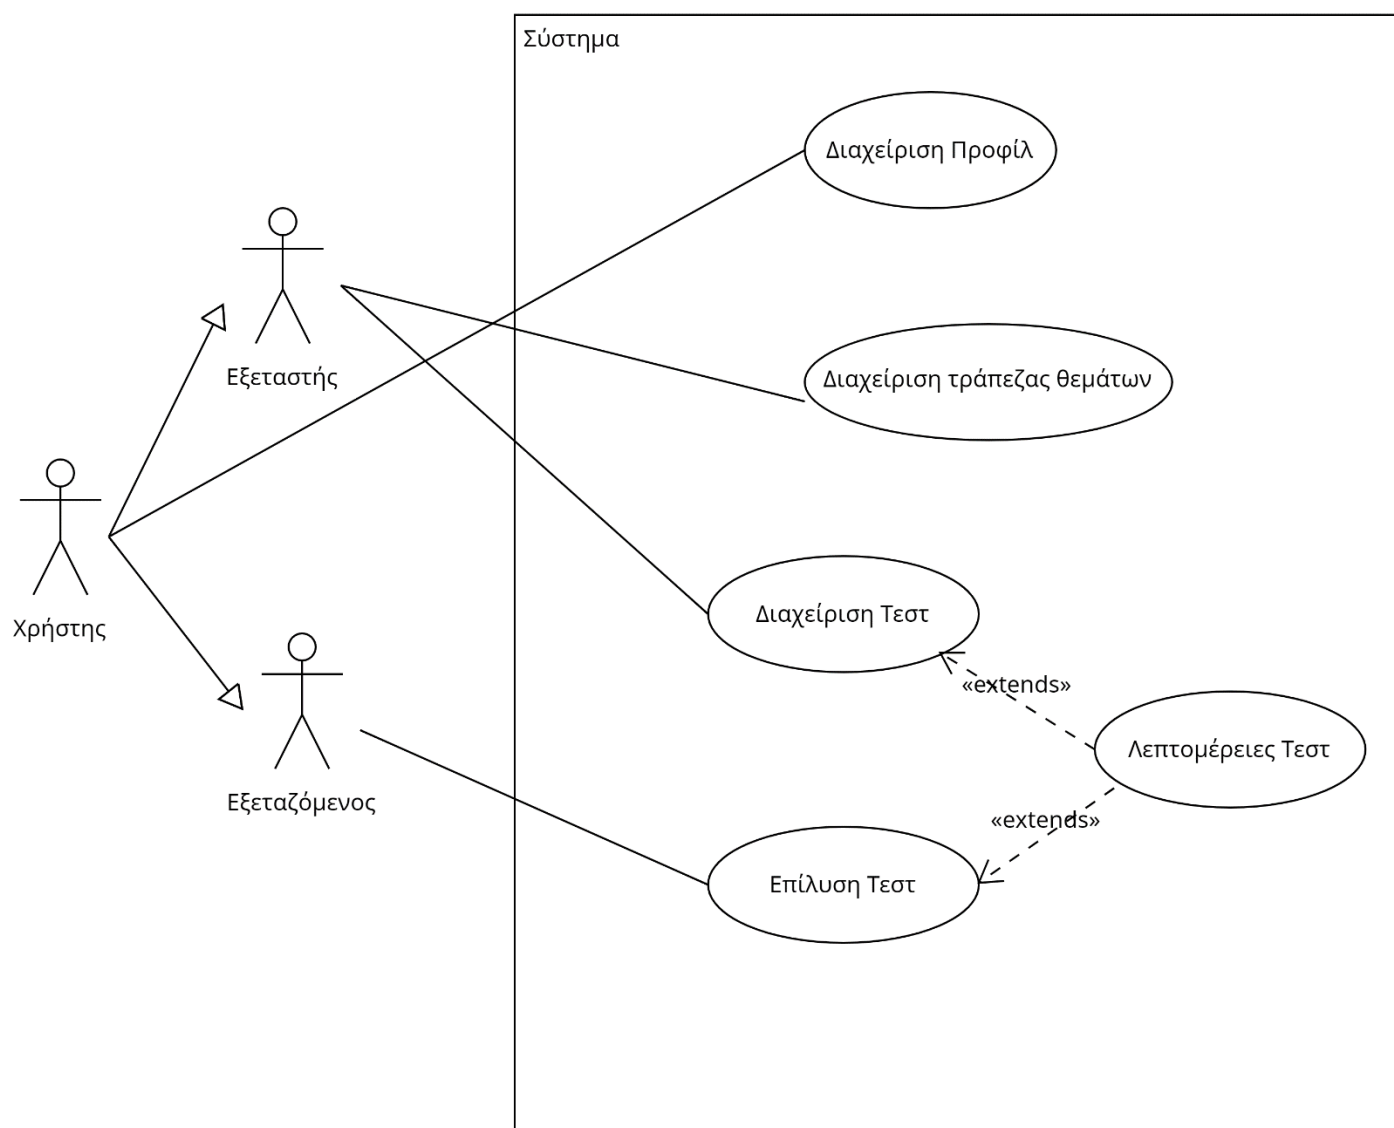 Σύστημα
Διαχείριση Προφίλ
Εξεταστής
Διαχείριση τράπεζας θεμάτων
Χρήστης
Διαχείριση Τεστ
«extends»
Λεπτομέρειες Τεστ
Εξεταζόμενος
«extends»
Επίλυση Τεστ